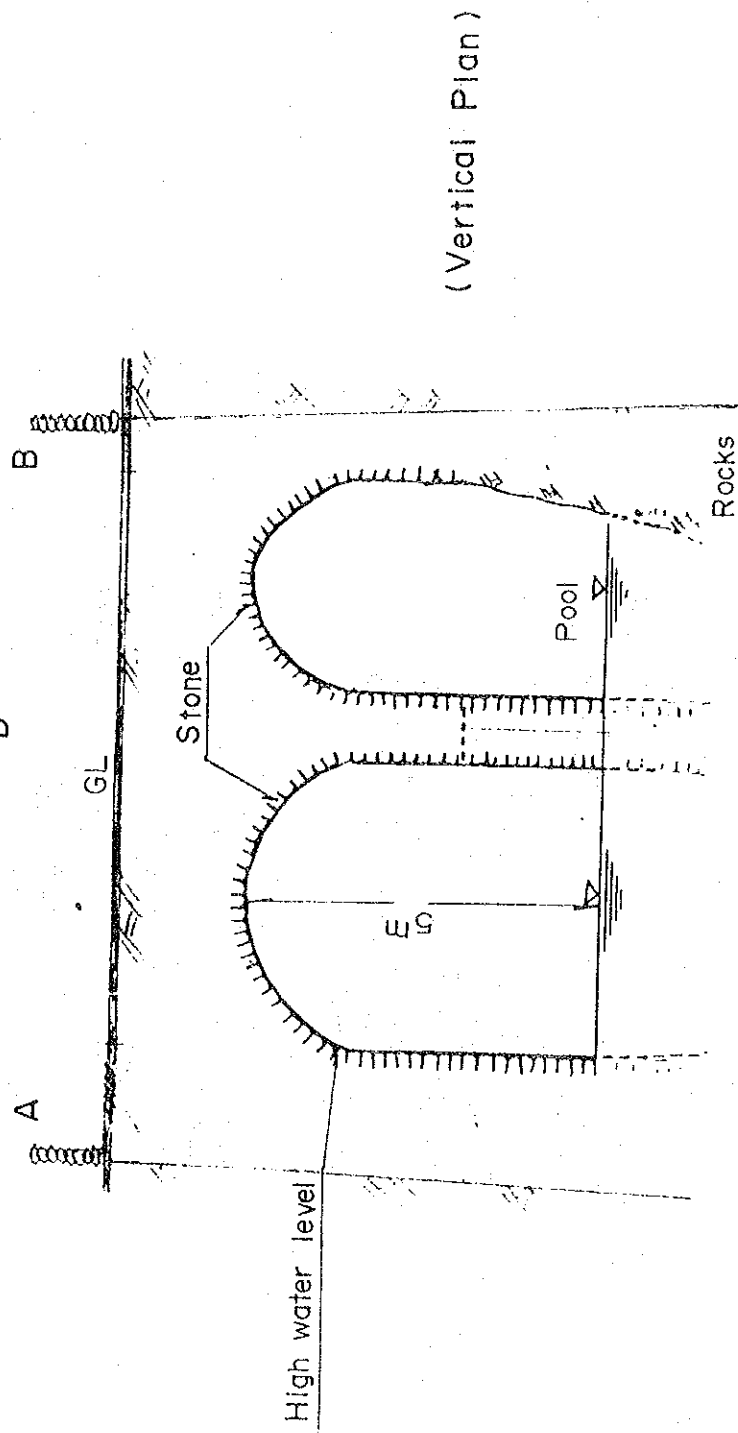 A
B
GL
Stone
5m
High water level
Pool
Rocks
(Vertical Plan)